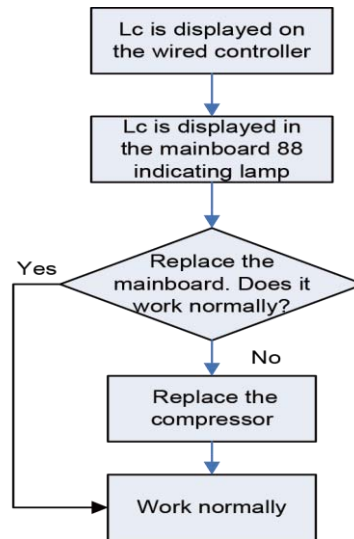 Lc is displayed on
the wired controller
Lc is displayed in
the mainboard 88
indicating lamp
Yes
Replace the
mainboard. Does it
work normally?
No
Replace the
compressor
Work normally